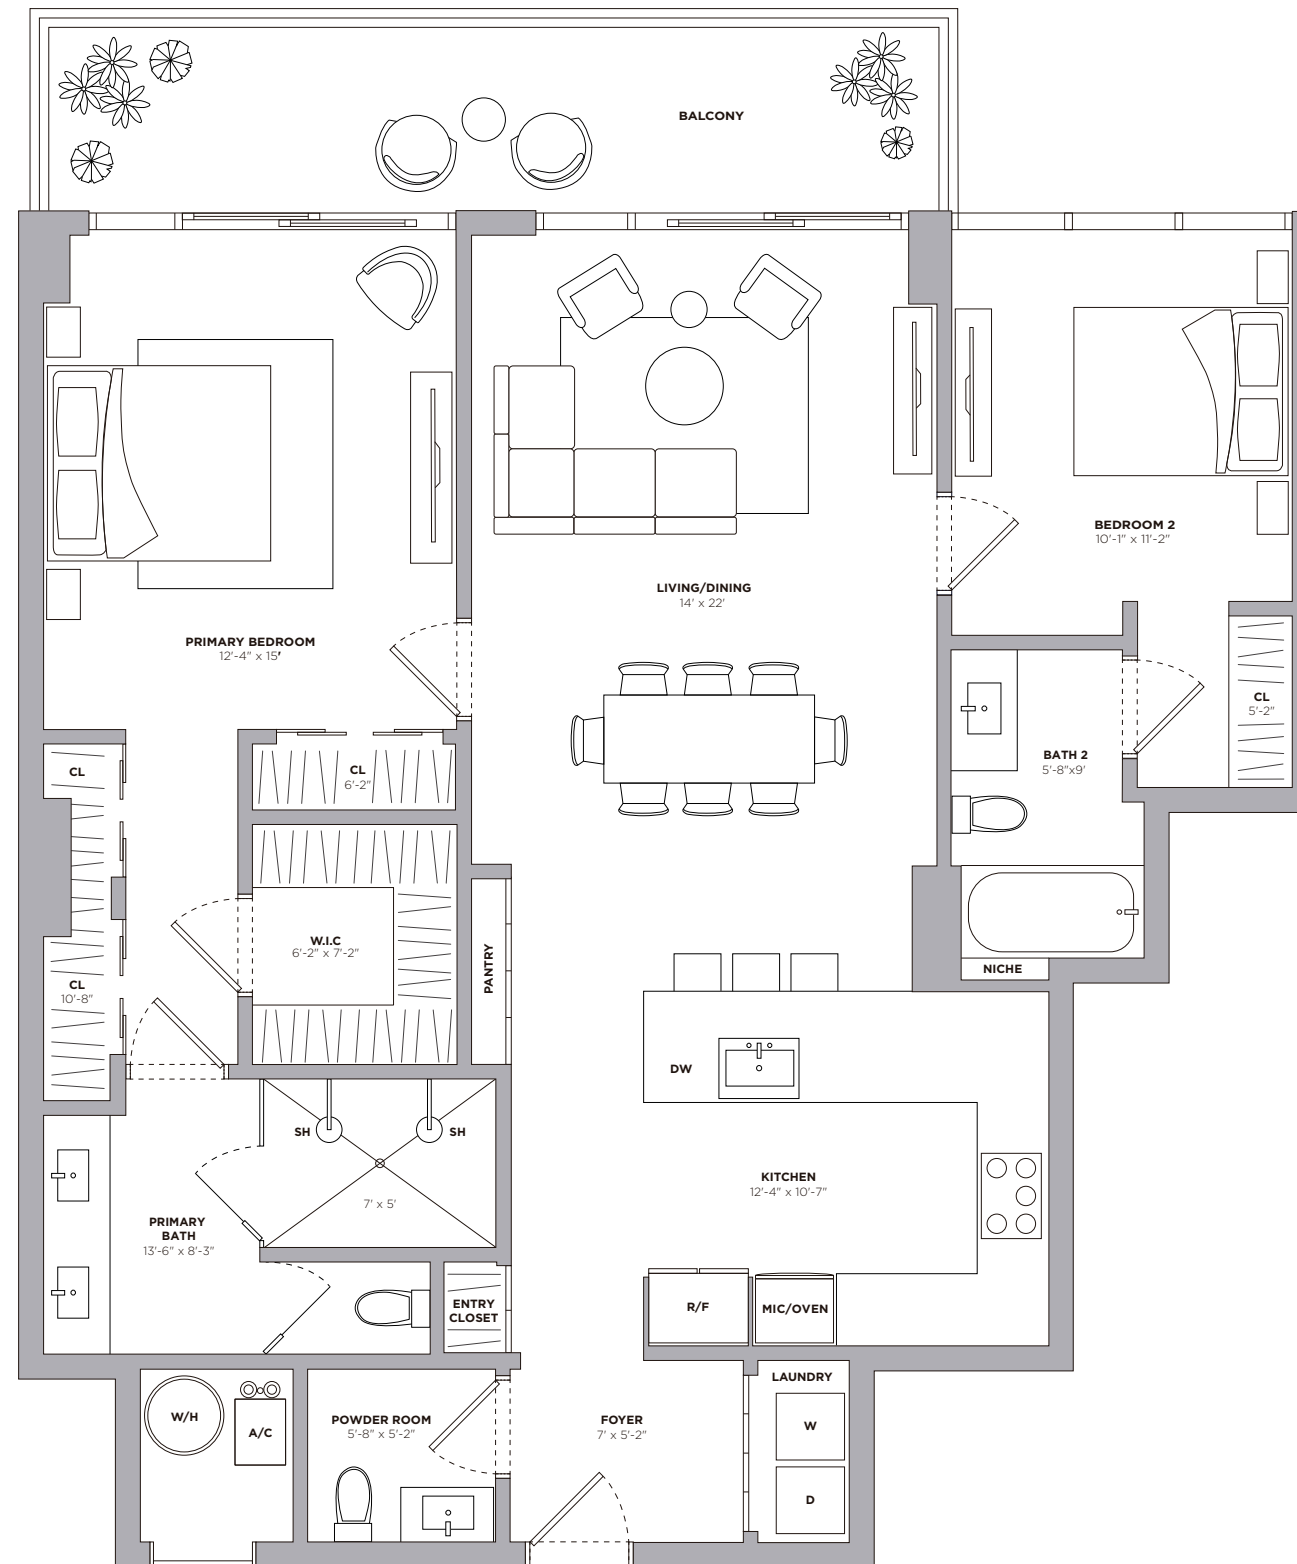 BALCONY
BEDROOM 2
10'-1" x 11'-2"
LIVING/DINING
14' x 22'
PRIMARY BEDROOM
12'-4" x 15'
CL
5'-2"
BATH 2
5'-8"x9'
CL
CL
6'-2"
W.I.C
6'-2" x 7'-2"
PANTRY
NICHE
CL
10'-8"
DW
SH
SH
KITCHEN
12'-4" x 10'-7"
7' x 5'
PRIMARY
BATH
13'-6" x 8'-3"
ENTRY
CLOSET
R/F
MIC/OVEN
LAUNDRY
W/H
A/C
POWDER ROOM
5'-8" x 5'-2"
FOYER
7' x 5'-2"
W
D